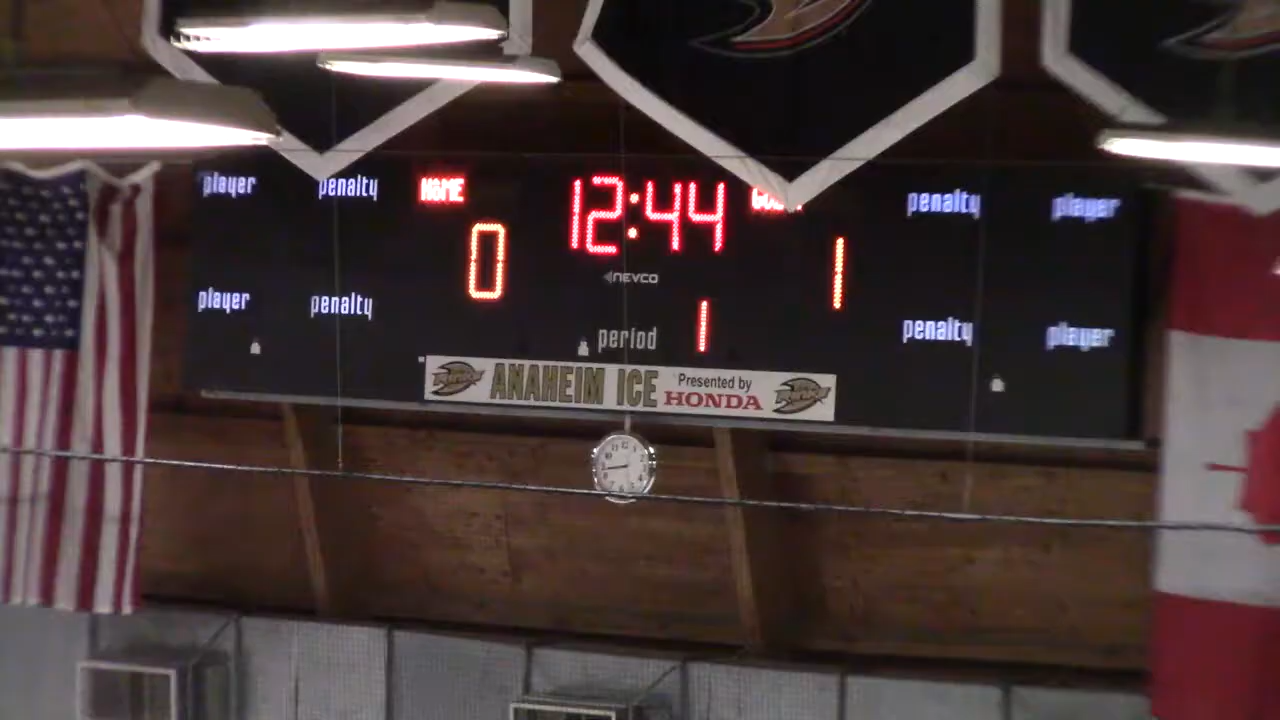 player penalty HOME 12:44 penalty player
0 1
NEVCO
player penalty period 1 penalty player
ANAHEIM ICE Presented by HONDA